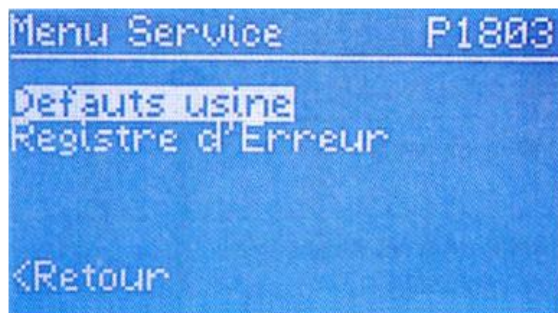 Menu Service P1803
Defauts usine
Registre d'Erreur
<Retour